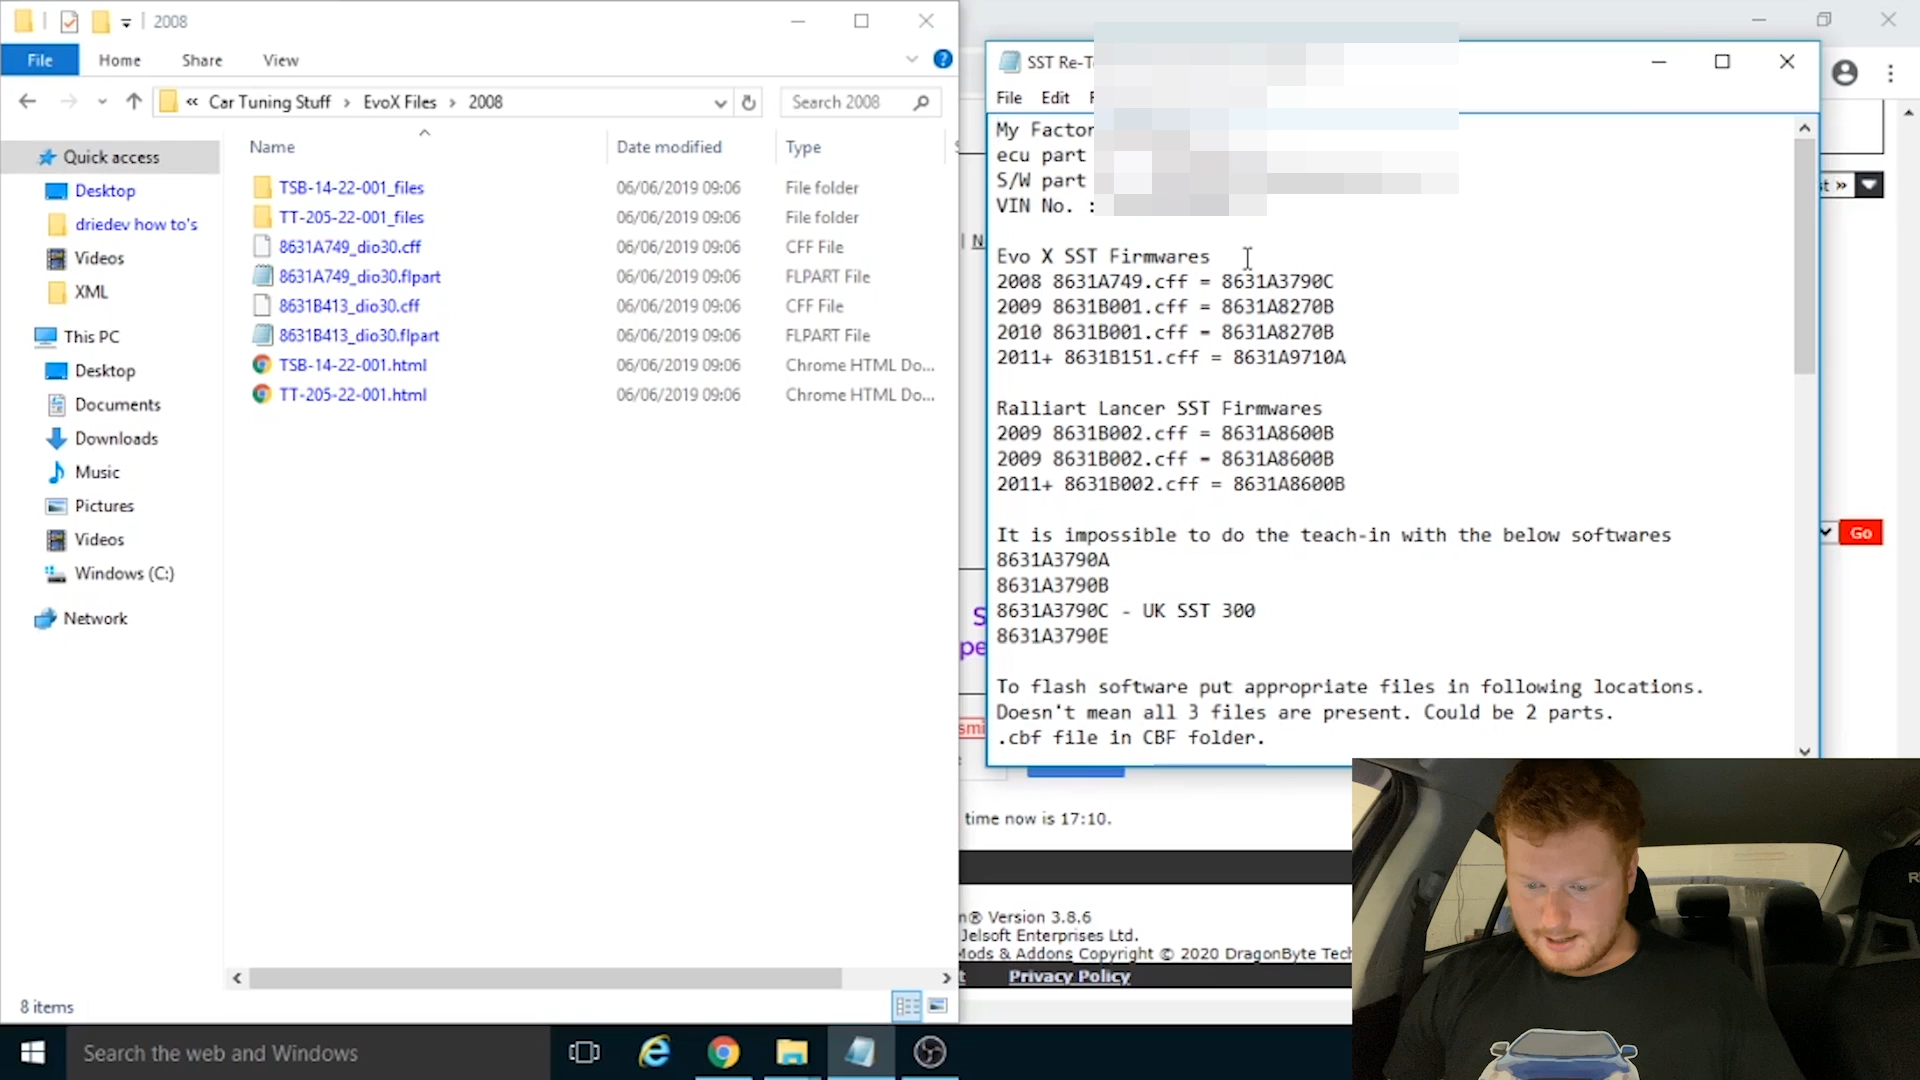 2008
File
Home
Share
View
« Car Tuning Stuff › EvoX Files › 2008
Search 2008
Name
Date modified
Type
Quick access
Desktop
driedev how to's
Videos
XML
This PC
Desktop
Documents
Downloads
Music
Pictures
Videos
Windows (C:)
Network
TSB-14-22-001_files 06/06/2019 09:06 File folder
TT-205-22-001_files 06/06/2019 09:06 File folder
8631A749_dio30.cff 06/06/2019 09:06 CFF File
8631A749_dio30.flpart 06/06/2019 09:06 FLPART File
8631B413_dio30.cff 06/06/2019 09:06 CFF File
8631B413_dio30.flpart 06/06/2019 09:06 FLPART File
TSB-14-22-001.html 06/06/2019 09:06 Chrome HTML Do...
TT-205-22-001.html 06/06/2019 09:06 Chrome HTML Do...
8 items
SST Re-T
File Edit
My Factor
ecu part
S/W part
VIN No. :
Evo X SST Firmwares
2008 8631A749.cff = 8631A3790C
2009 8631B001.cff = 8631A8270B
2010 8631B001.cff = 8631A8270B
2011+ 8631B151.cff = 8631A9710A
Ralliart Lancer SST Firmwares
2009 8631B002.cff = 8631A8600B
2009 8631B002.cff - 8631A8600B
2011+ 8631B002.cff = 8631A8600B
It is impossible to do the teach-in with the below softwares
8631A3790A
8631A3790B
8631A3790C - UK SST 300
8631A3790E
To flash software put appropriate files in following locations.
Doesn't mean all 3 files are present. Could be 2 parts.
.cbf file in CBF folder.
Go
time now is 17:10.
n® Version 3.8.6
Jelsoft Enterprises Ltd.
Mods & Addons Copyright © 2020 DragonByte Tech
Privacy Policy
Search the web and Windows